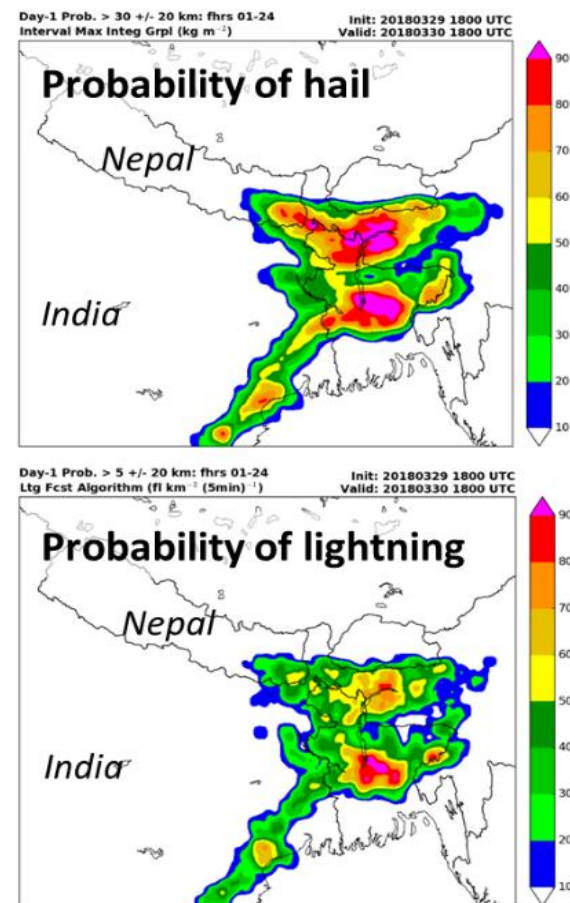 Day-1 Prob. > 30 +/- 20 km: fhrs 01-24
Init: 20180329 1800 UTC
Interval Max Integ Grpl (kg m⁻²)
Valid: 20180330 1800 UTC
Probability of hail
Nepal
India
90
80
70
60
50
40
30
20
10
Day-1 Prob. > 5 +/- 20 km: fhrs 01-24
Init: 20180329 1800 UTC
Ltg Fcst Algorithm (fl km⁻² (5min)⁻¹)
Valid: 20180330 1800 UTC
Probability of lightning
Nepal
India
90
80
70
60
50
40
30
20
10